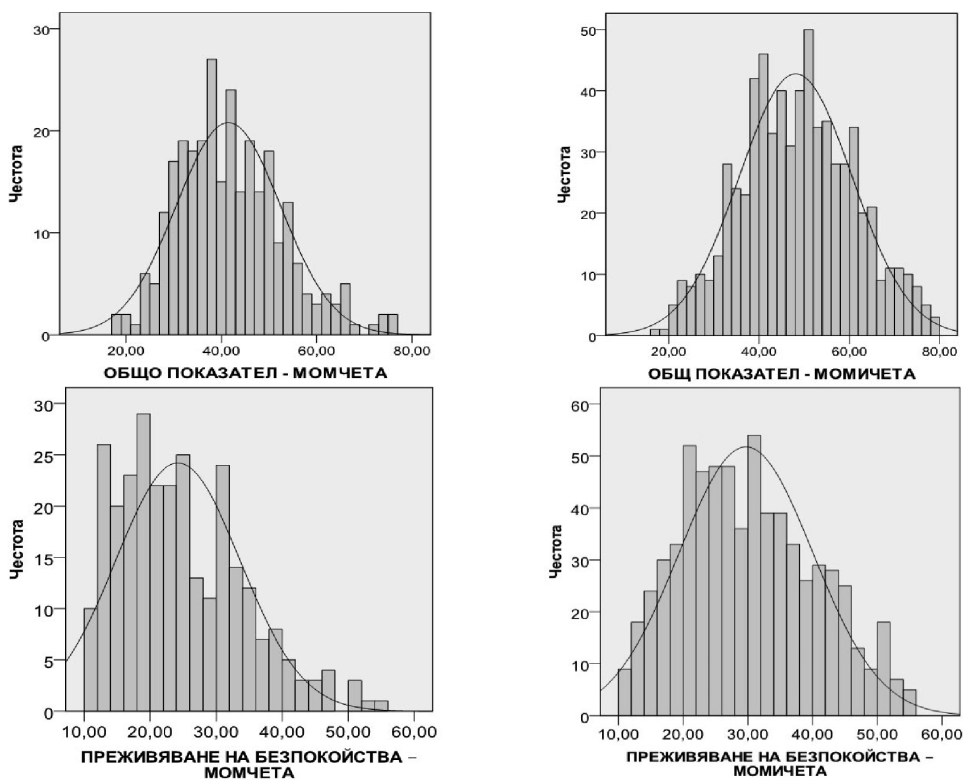 30
20
10
0
Честота
20,00 40,00 60,00 80,00
ОБЩО ПОКАЗАТЕЛ - МОМЧЕТА
50
40
30
20
10
0
Честота
20,00 40,00 60,00 80,00
ОБЩ ПОКАЗАТЕЛ - МОМИЧЕТА
30
25
20
15
10
5
0
Честота
10,00 20,00 30,00 40,00 50,00 60,00
ПРЕЖИВЯВАНЕ НА БЕЗПОКОЙСТВА –
МОМЧЕТА
60
50
40
30
20
10
0
Честота
10,00 20,00 30,00 40,00 50,00 60,00
ПРЕЖИВЯВАНЕ НА БЕЗПОКОЙСТВА –
МОМИЧЕТА